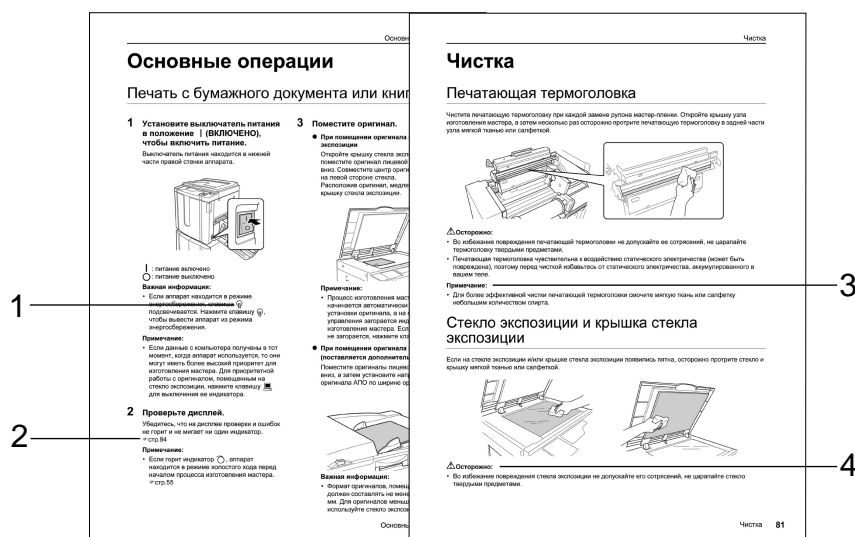 Основн
Основные операции
Печать с бумажного документа или книг
1 Установите выключатель питания
в положение | (ВКЛЮЧЕНО),
чтобы включить питание.
Выключатель питания находится в нижней
части правой стенки аппарата.
| : питание включено
◯ : питание выключено
Важная информация:
• Если аппарат находится в режиме
энергосбережения, клавиша
подсвечивается. Нажмите клавишу ,
чтобы вывести аппарат из режима
энергосбережения.
Примечание:
• Если данные с компьютера получены в тот
момент, когда аппарат используется, то они
могут иметь более высокий приоритет для
изготовления мастера. Для приоритетной
работы с оригиналом, помещенным на
стекло экспозиции, нажмите клавишу
для выключения ее индикатора.
2 Проверьте дисплей.
Убедитесь, что на дисплее проверки и ошибок
не горит и не мигает ни один индикатор.
☞стр.84
Примечание:
• Если горит индикатор , аппарат
находится в режиме холостого хода перед
началом процесса изготовления мастера.
☞стр.55
3 Поместите оригинал.
● При помещении оригинала
экспозиции
Откройте крышку стекла эксп
поместите оригинал лицевой
вниз. Совместите центр ориги
на левой стороне стекла.
Расположив оригинал, медле
крышку стекла экспозиции.
Примечание:
• Процесс изготовления мас
начинается автоматически
установки оригинала, а на
управления загорается инд
изготовления мастера. Есл
не загорается, нажмите кла
● При помещении оригинала
(поставляется дополнитель
Поместите оригиналы лицево
вниз, а затем установите напр
оригинала АПО по ширине ор
Важная информация:
• Формат оригиналов, помещ
должен составлять не мене
мм. Для оригиналов меньш
используйте стекло экспози
Основнь
Чистка
Чистка
Печатающая термоголовка
Чистите печатающую термоголовку при каждой замене рулона мастер-пленки. Откройте крышку узла
изготовления мастера, а затем несколько раз осторожно протрите печатающую термоголовку в задней части
узла мягкой тканью или салфеткой.
⚠Осторожно:
• Во избежание повреждения печатающей термоголовки не допускайте ее сотрясений, не царапайте
термоголовку твердыми предметами.
• Печатающая термоголовка чувствительна к воздействию статического электричества (может быть
повреждена), поэтому перед чисткой избавьтесь от статического электричества, аккумулированного в
вашем теле.
Примечание:
• Для более эффективной чистки печатающей термоголовки смочите мягкую ткань или салфетку
небольшим количеством спирта.
Стекло экспозиции и крышка стекла
экспозиции
Если на стекле экспозиции и/или крышке стекла экспозиции появились пятна, осторожно протрите стекло и
крышку мягкой тканью или салфеткой.
⚠Осторожно:
• Во избежание повреждения стекла экспозиции не допускайте его сотрясений, не царапайте стекло
твердыми предметами.
Чистка 81
1
2
3
4